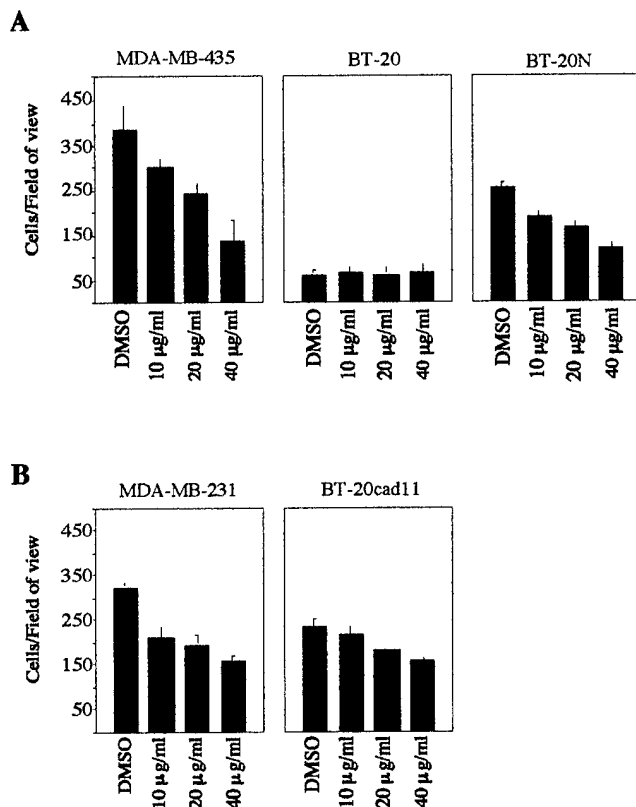 A
MDA-MB-435
BT-20
BT-20N
Cells/Field of view
450
350
250
150
50
DMSO
10 µg/ml
20 µg/ml
40 µg/ml
DMSO
10 µg/ml
20 µg/ml
40 µg/ml
DMSO
10 µg/ml
20 µg/ml
40 µg/ml
B
MDA-MB-231
BT-20cad11
Cells/Field of view
450
350
250
150
50
DMSO
10 µg/ml
20 µg/ml
40 µg/ml
DMSO
10 µg/ml
20 µg/ml
40 µg/ml